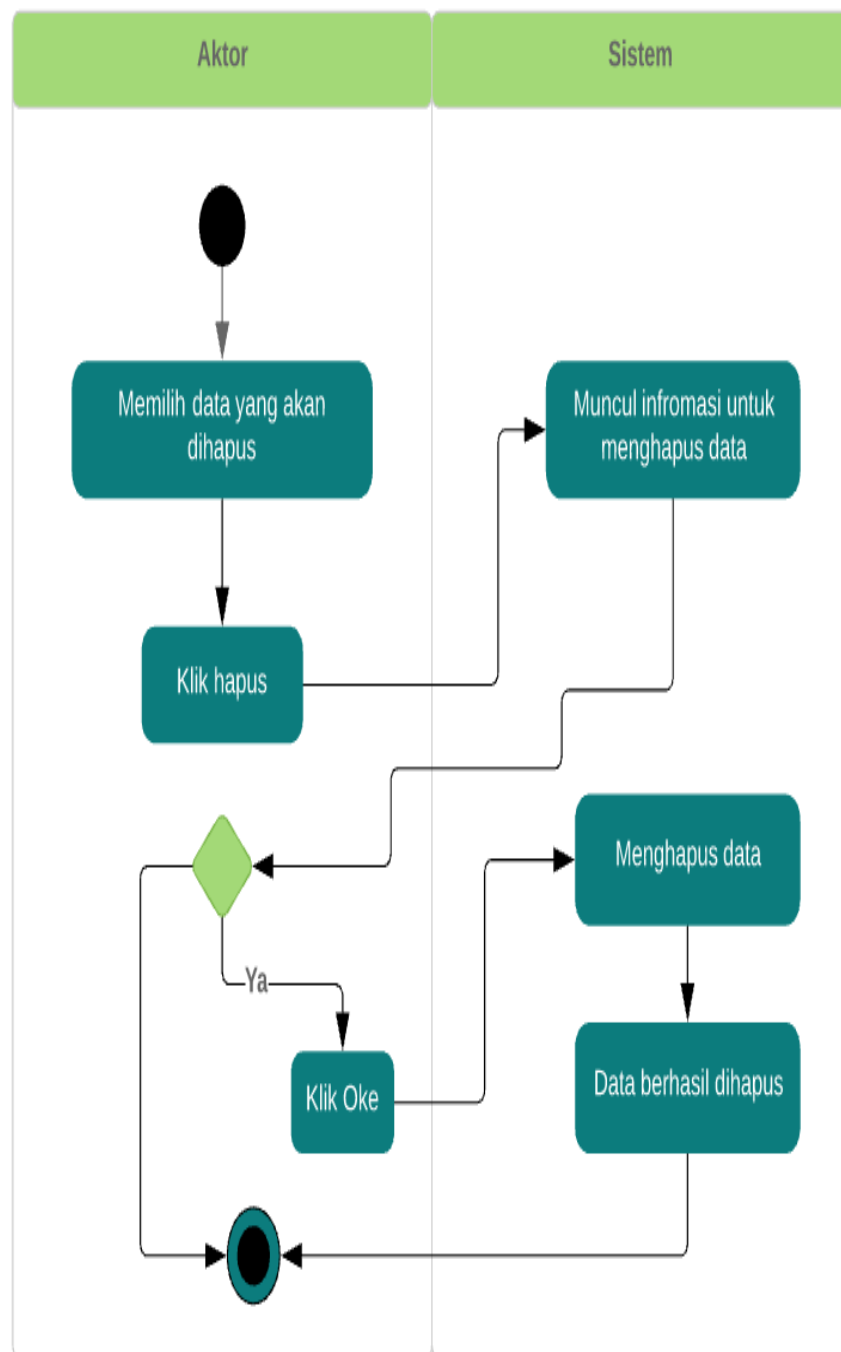 Aktor
Sistem
Memilih data yang akan
dihapus
Muncul infromasi untuk
menghapus data
Klik hapus
Menghapus data
Ya
Klik Oke
Data berhasil dihapus